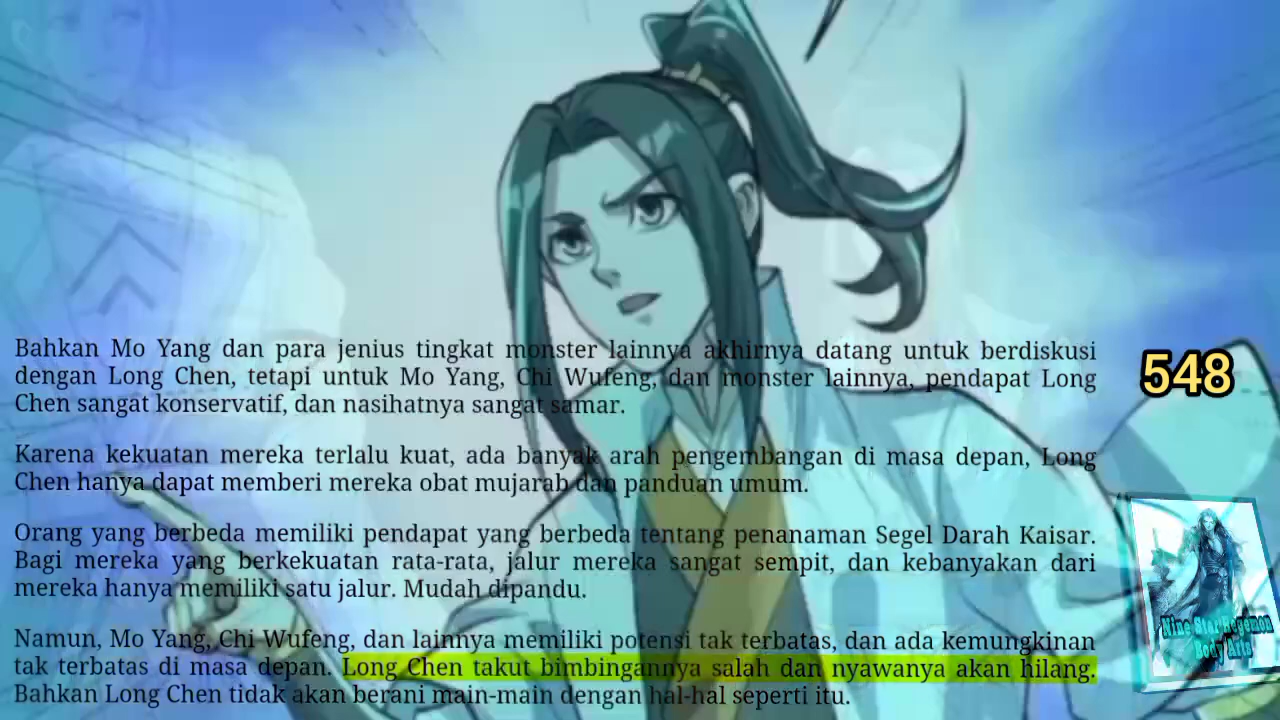 Bahkan Mo Yang dan para jenius tingkat monster lainnya akhirnya datang untuk berdiskusi
dengan Long Chen, tetapi untuk Mo Yang, Chi Wufeng, dan monster lainnya, pendapat Long
Chen sangat konservatif, dan nasihatnya sangat samar.
548
Karena kekuatan mereka terlalu kuat, ada banyak arah pengembangan di masa depan, Long
Chen hanya dapat memberi mereka obat mujarab dan panduan umum.
Orang yang berbeda memiliki pendapat yang berbeda tentang penanaman Segel Darah Kaisar.
Bagi mereka yang berkekuatan rata-rata, jalur mereka sangat sempit, dan kebanyakan dari
mereka hanya memiliki satu jalur. Mudah dipandu.
Namun, Mo Yang, Chi Wufeng, dan lainnya memiliki potensi tak terbatas, dan ada kemungkinan
tak terbatas di masa depan. Long Chen takut bimbingannya salah dan nyawanya akan hilang.
Bahkan Long Chen tidak akan berani main-main dengan hal-hal seperti itu.
Nine Star Hegemon
Body Arts